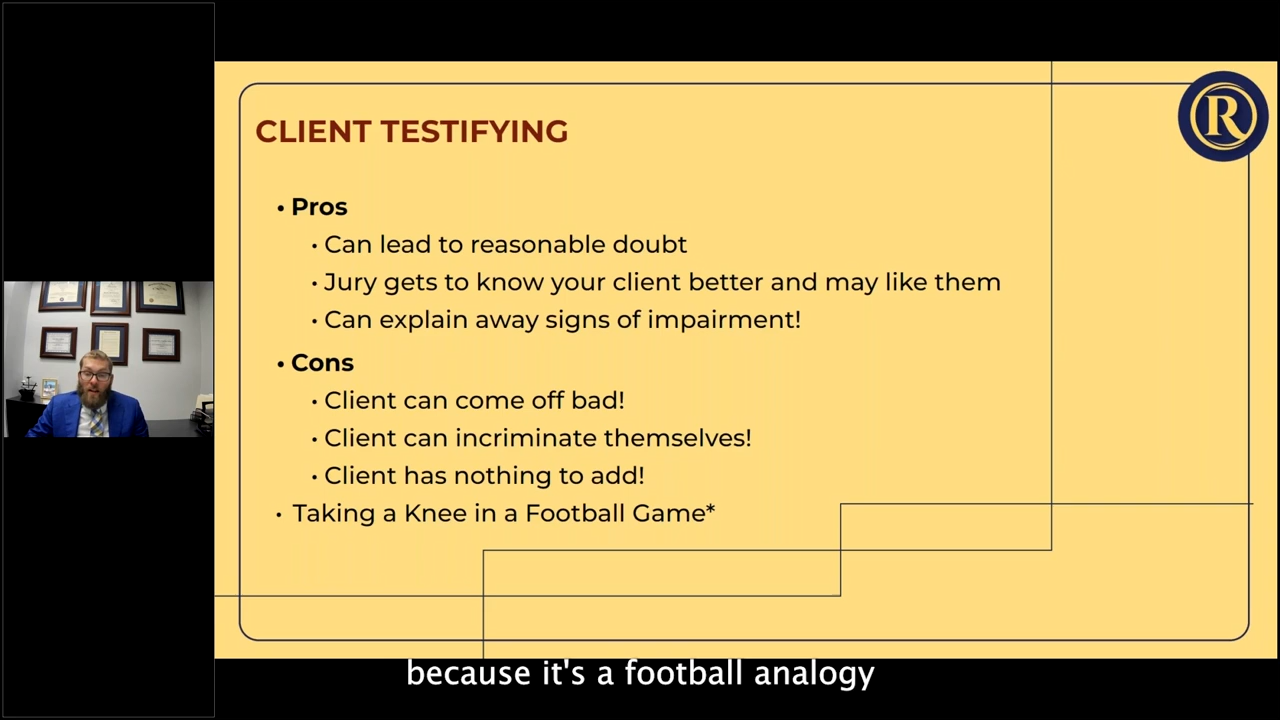 R
CLIENT TESTIFYING
• Pros
• Can lead to reasonable doubt
• Jury gets to know your client better and may like them
• Can explain away signs of impairment!
• Cons
• Client can come off bad!
• Client can incriminate themselves!
• Client has nothing to add!
• Taking a Knee in a Football Game*
because it's a football analogy